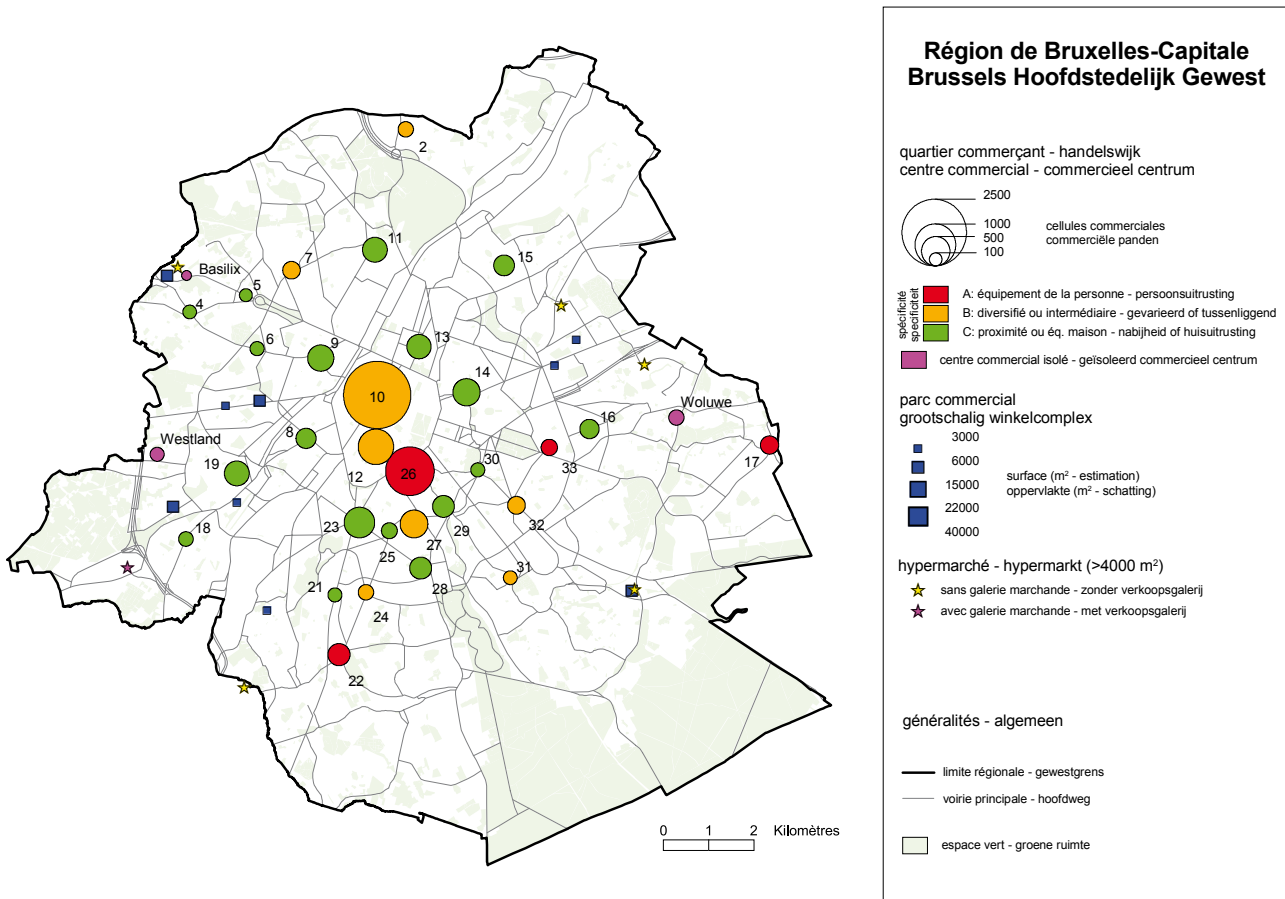 Région de Bruxelles-Capitale
Brussels Hoofdstedelijk Gewest
quartier commerçant - handelswijk
centre commercial - commercieel centrum
2500
1000
500
100
cellules commerciales
commerciële panden
spécificité
specificiteit
A: équipement de la personne - persoonsuitrusting
B: diversifié ou intermédiaire - gevarieerd of tussenliggend
C: proximité ou éq. maison - nabijheid of huisuitrusting
centre commercial isolé - geïsoleerd commercieel centrum
parc commercial
grootschalig winkelcomplex
3000
6000
15000
22000
40000
surface (m² - estimation)
oppervlakte (m² - schatting)
hypermarché - hypermarkt (>4000 m²)
sans galerie marchande - zonder verkoopsgalerij
avec galerie marchande - met verkoopsgalerij
généralités - algemeen
limite régionale - gewestgrens
voirie principale - hoofdweg
espace vert - groene ruimte
2
11
15
7
Basilix
5
4
6
9
13
10
14
Woluwe
16
8
Westland
19
12
26
30
33
17
23
29
32
18
25
27
31
21
28
24
22
0 1 2 Kilomètres